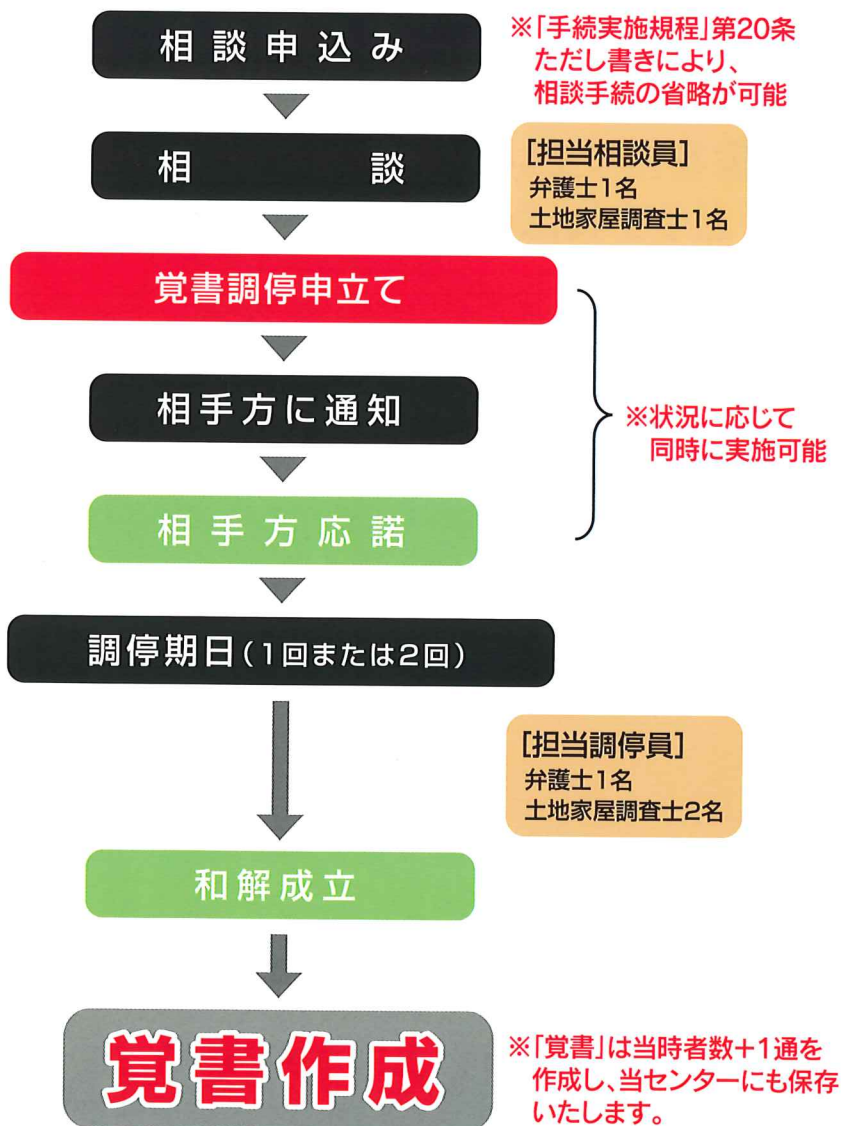 相談申込み
※「手続実施規程」第20条
ただし書きにより、
相談手続の省略が可能
相 談
[担当相談員]
弁護士1名
土地家屋調査士1名
覚書調停申立て
相手方に通知
※状況に応じて
同時に実施可能
相手方応諾
調停期日(1回または2回)
[担当調停員]
弁護士1名
土地家屋調査士2名
和解成立
覚書作成
※「覚書」は当時者数+1通を
作成し、当センターにも保存
いたします。